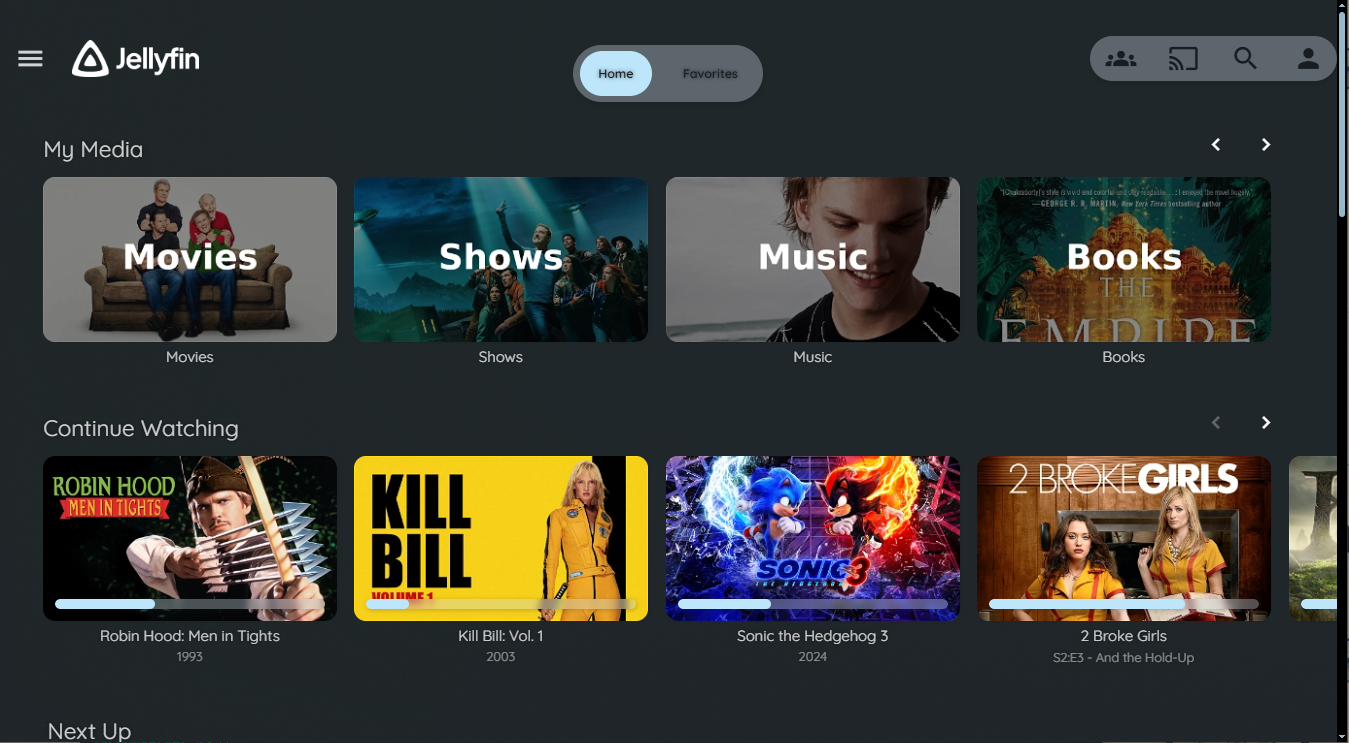 Jellyfin
Home
Favorites
My Media
Movies
Shows
Music
"[Chakraborty's style is vivid and colorful and utterly readable. . . . I enjoyed the novel hugely."
—GEORGE R. R. MARTIN, New York Times bestselling author
Books
THE
EMPIRE
Movies
Shows
Music
Books
Continue Watching
ROBIN HOOD
MEN IN TIGHTS
KILL
BILL
VOLUME 1
SONIC 3
THE HEDGEHOG
2 BROKE GIRLS
Robin Hood: Men in Tights
1993
Kill Bill: Vol. 1
2003
Sonic the Hedgehog 3
2024
2 Broke Girls
S2:E3 - And the Hold-Up
Next Up